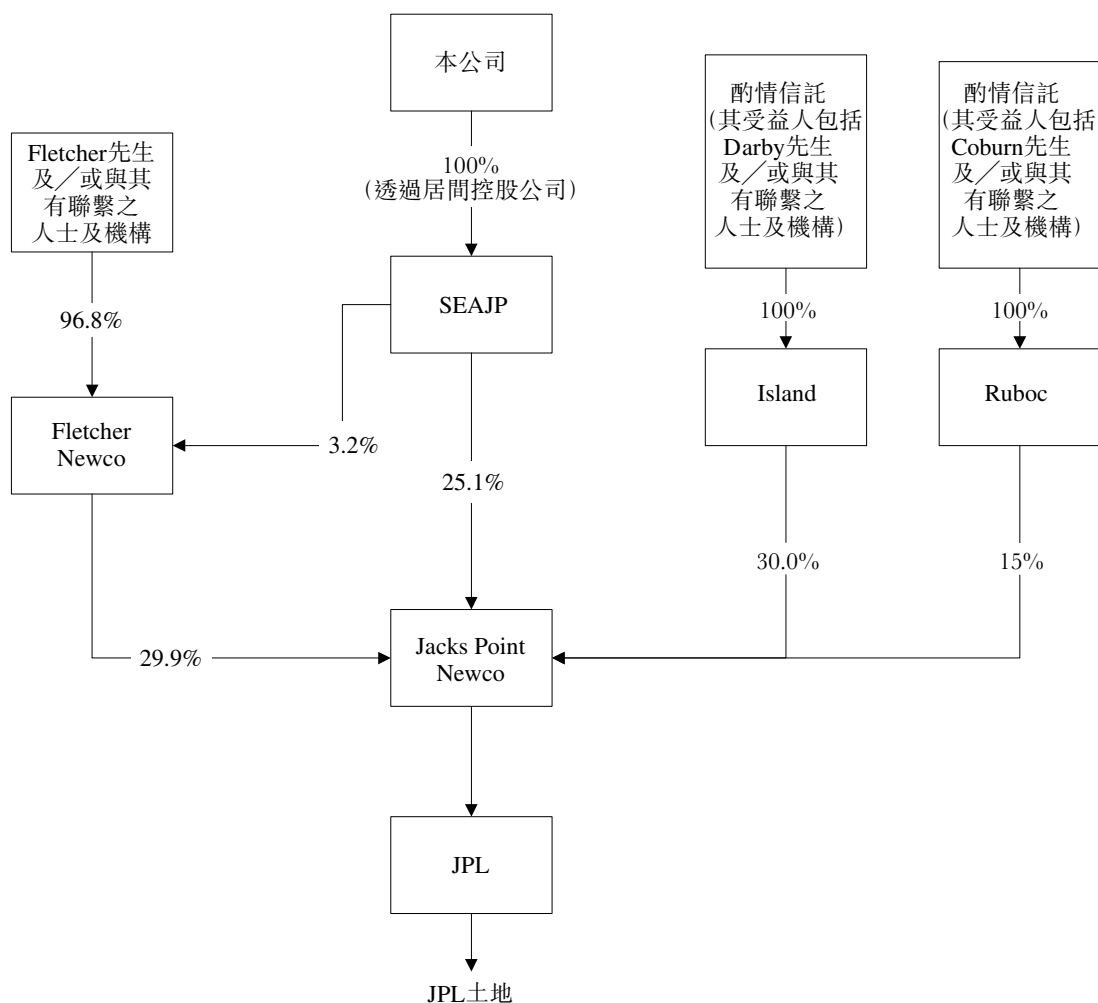 本公司
100%
(透過居間控股公司)
Fletcher先生
及／或與其
有聯繫之
人士及機構
酌情信託
(其受益人包括
Darby先生
及／或與其
有聯繫之
人士及機構)
酌情信託
(其受益人包括
Coburn先生
及／或與其
有聯繫之
人士及機構)
96.8%
SEAJP
100%
100%
Fletcher
Newco
3.2%
Island
Ruboc
25.1%
30.0%
15%
29.9%
Jacks Point
Newco
JPL
JPL土地